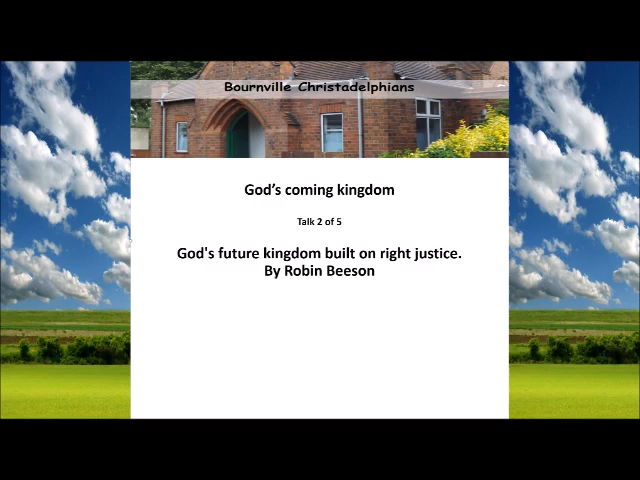 Bournville Christadelphians
God’s coming kingdom
Talk 2 of 5
God's future kingdom built on right justice.
By Robin Beeson